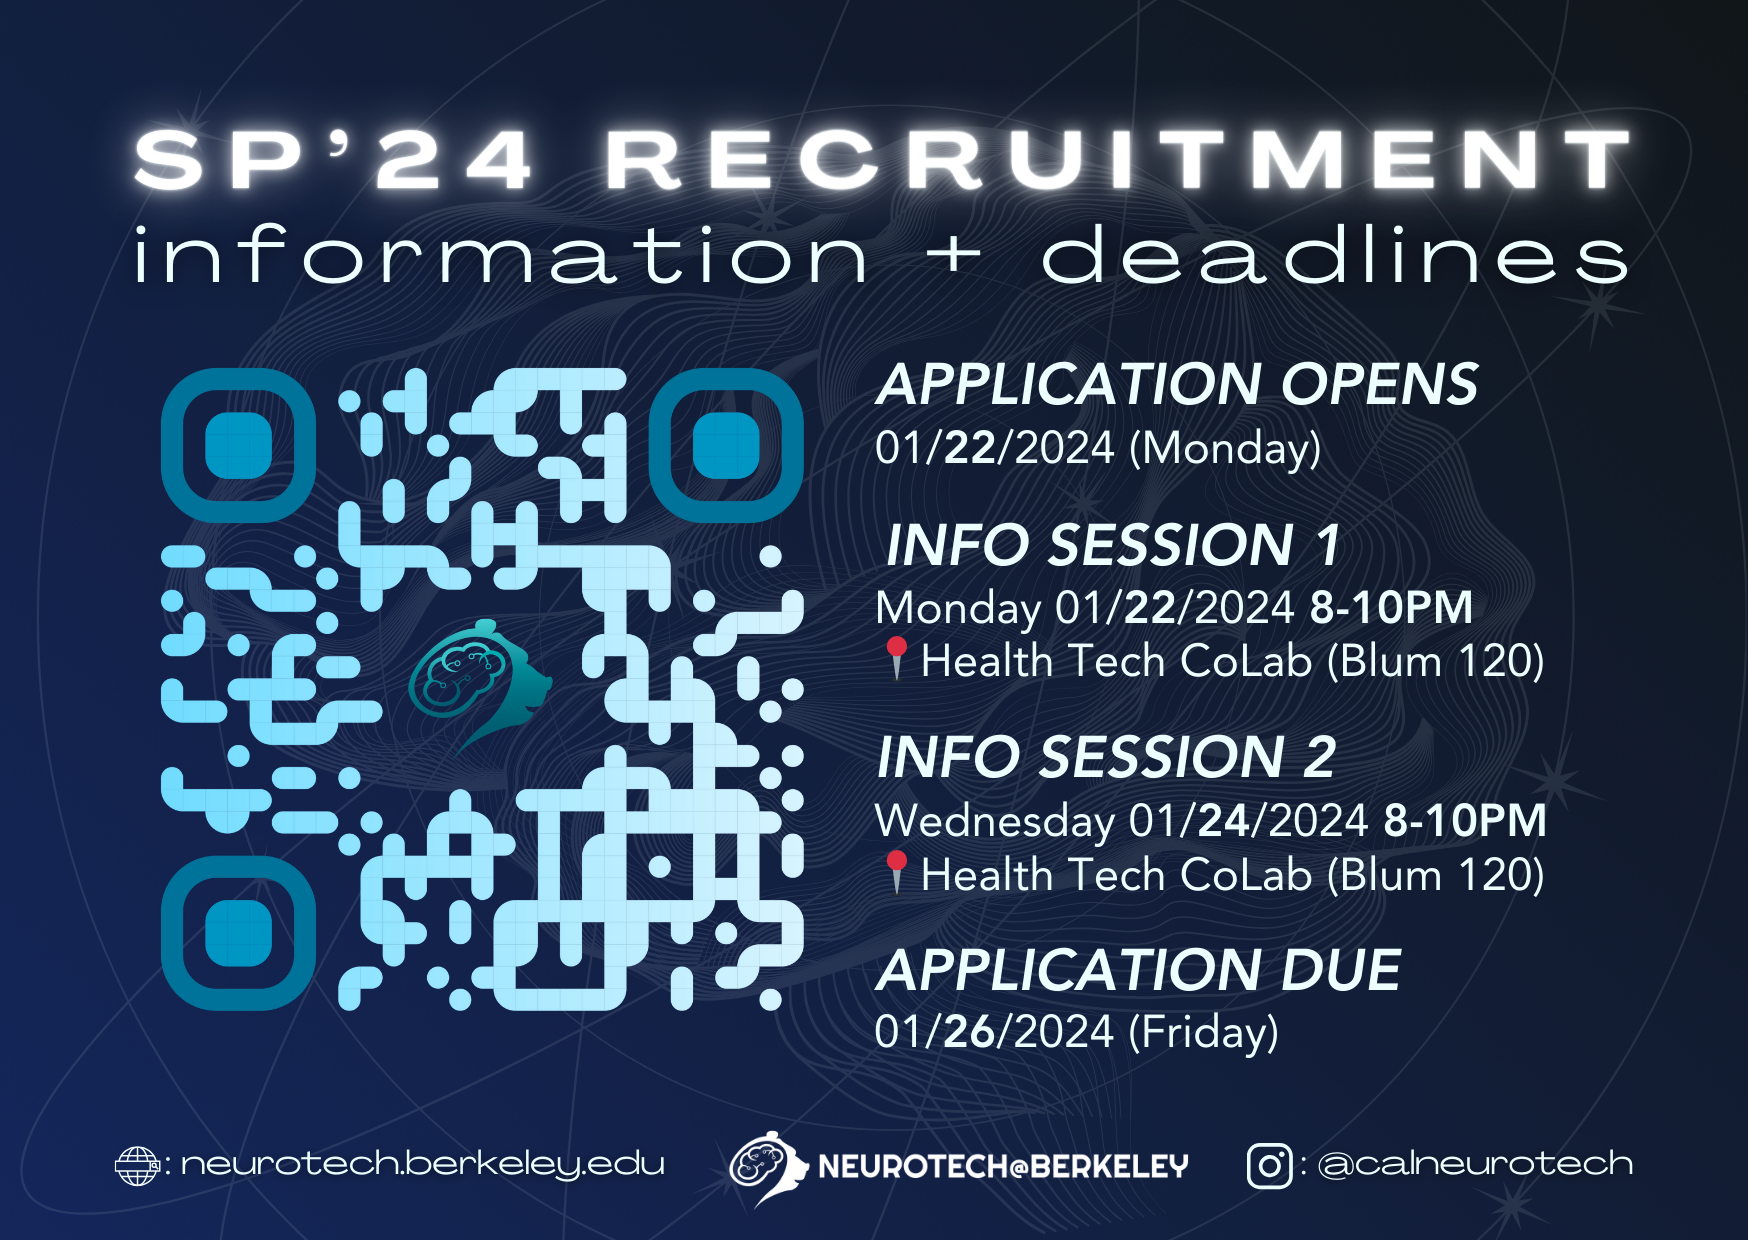 SP’24 RECRUITMENT
information + deadlines
APPLICATION OPENS
01/22/2024 (Monday)
INFO SESSION 1
Monday 01/22/2024 8-10PM
📍Health Tech CoLab (Blum 120)
INFO SESSION 2
Wednesday 01/24/2024 8-10PM
📍Health Tech CoLab (Blum 120)
APPLICATION DUE
01/26/2024 (Friday)
: neurotech.berkeley.edu
NEUROTECH@BERKELEY
: @calneurotech